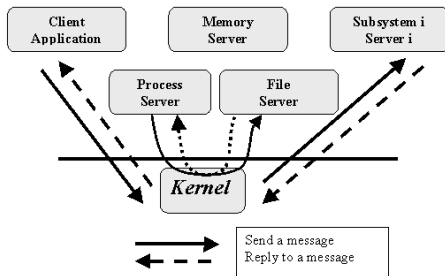 Client
Application
Memory
Server
Subsystem i
Server i
Process
Server
File
Server
Kernel
Send a message
Reply to a message